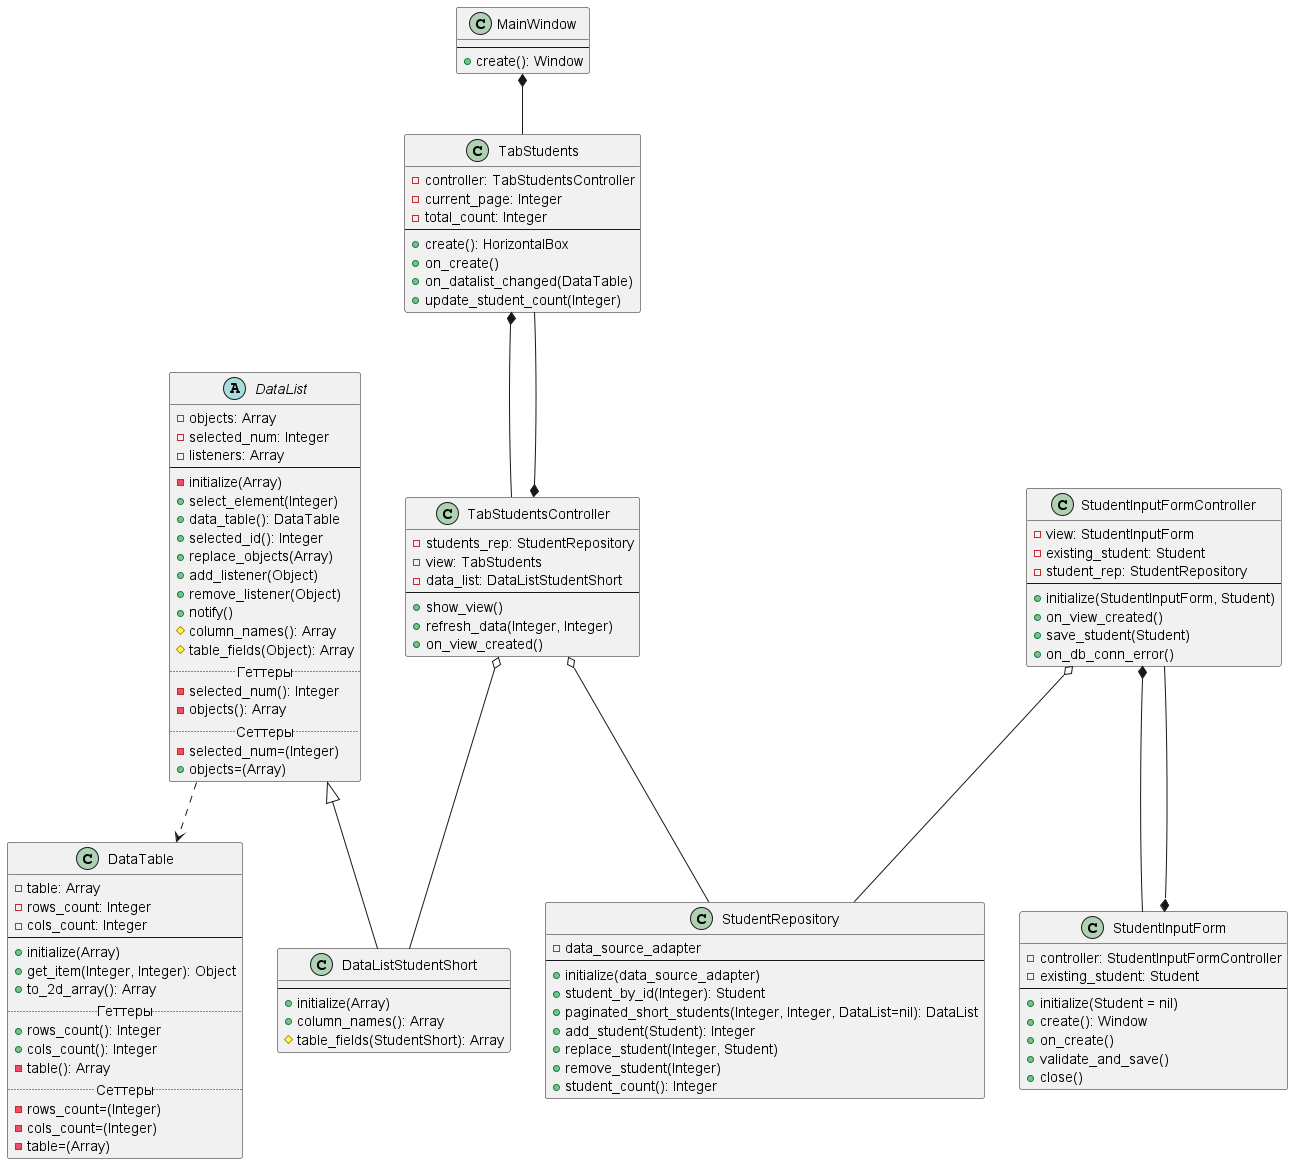 C MainWindow
create(): Window
C TabStudents
controller: TabStudentsController
current_page: Integer
total_count: Integer
create(): HorizontalBox
on_create()
on_datalist_changed(DataTable)
update_student_count(Integer)
A DataList
objects: Array
selected_num: Integer
listeners: Array
initialize(Array)
select_element(Integer)
data_table(): DataTable
selected_id(): Integer
replace_objects(Array)
add_listener(Object)
remove_listener(Object)
notify()
column_names(): Array
table_fields(Object): Array
Геттеры
selected_num(): Integer
objects(): Array
Сеттеры
selected_num=(Integer)
objects=(Array)
C TabStudentsController
students_rep: StudentRepository
view: TabStudents
data_list: DataListStudentShort
show_view()
refresh_data(Integer, Integer)
on_view_created()
C StudentInputFormController
view: StudentInputForm
existing_student: Student
student_rep: StudentRepository
initialize(StudentInputForm, Student)
on_view_created()
save_student(Student)
on_db_conn_error()
C DataTable
table: Array
rows_count: Integer
cols_count: Integer
initialize(Array)
get_item(Integer, Integer): Object
to_2d_array(): Array
Геттеры
rows_count(): Integer
cols_count(): Integer
table(): Array
Сеттеры
rows_count=(Integer)
cols_count=(Integer)
table=(Array)
C DataListStudentShort
initialize(Array)
column_names(): Array
table_fields(StudentShort): Array
C StudentRepository
data_source_adapter
initialize(data_source_adapter)
student_by_id(Integer): Student
paginated_short_students(Integer, Integer, DataList=nil): DataList
add_student(Student): Integer
replace_student(Integer, Student)
remove_student(Integer)
student_count(): Integer
C StudentInputForm
controller: StudentInputFormController
existing_student: Student
initialize(Student = nil)
create(): Window
on_create()
validate_and_save()
close()